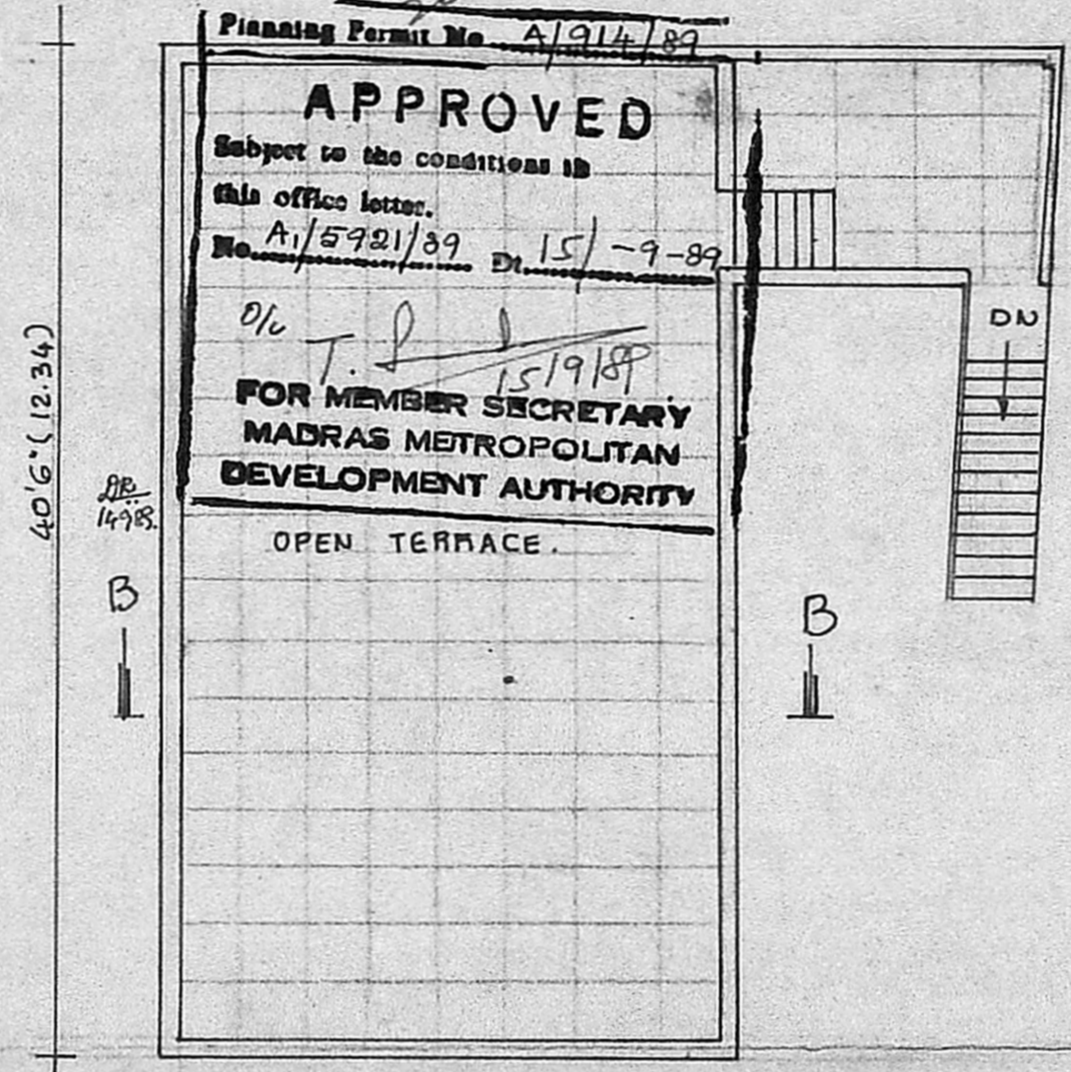 Planning Permit No. A/914/89
APPROVED
Subject to the conditions in
this office letter.
No. A1/5921/89 Dt. 15/-9-89
15/9/89
FOR MEMBER SECRETARY
MADRAS METROPOLITAN
DEVELOPMENT AUTHORITY
OPEN TERRACE.
40'6" (12.34)
B
B
DN